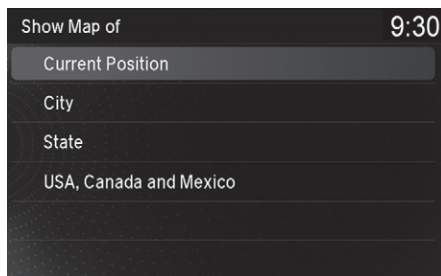 Show Map of 9:30
Current Position
City
State
USA, Canada and Mexico